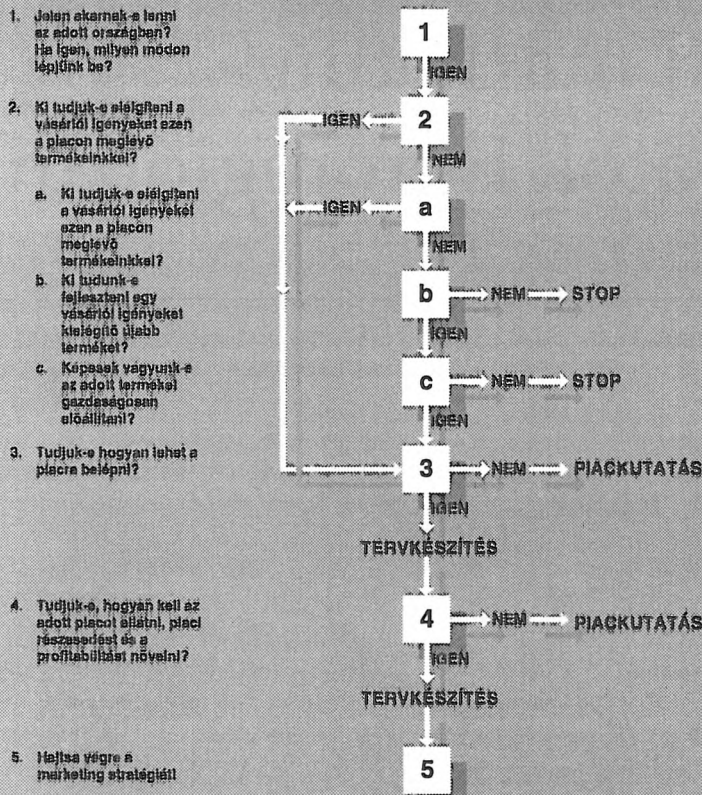 1. Jelen akarnak-e lenni
az adott országban?
Ha igen, milyen módon
lépjünk be?
2. Ki tudjuk-e elégíteni a
vásárlói igényeket ezen
a piacon meglévő
termékeinkkel?
a. Ki tudjuk-e elégíteni
a vásárlói igényeket
ezen a piacon
meglévő
termékeinkkel?
b. Ki tudunk-e
fejleszteni egy
vásárlói igényeket
kielégítő újabb
terméket?
c. Képesek vagyunk-e
az adott terméket
gazdaságosan
előállítani?
3. Tudjuk-e hogyan lehet a
piacra belépni?
4. Tudjuk-e, hogyan kell az
adott piacot ellátni, piaci
részesedést és a
profitabilitást növelni?
5. Hajtsa végre a
marketing stratégiát!
1
IGEN
IGEN 2
NEM
IGEN a
NEM
b NEM STOP
IGEN
c NEM STOP
IGEN
3 NEM PIACKUTATÁS
IGEN
TERVKÉSZÍTÉS
4 NEM PIACKUTATÁS
IGEN
TERVKÉSZÍTÉS
5